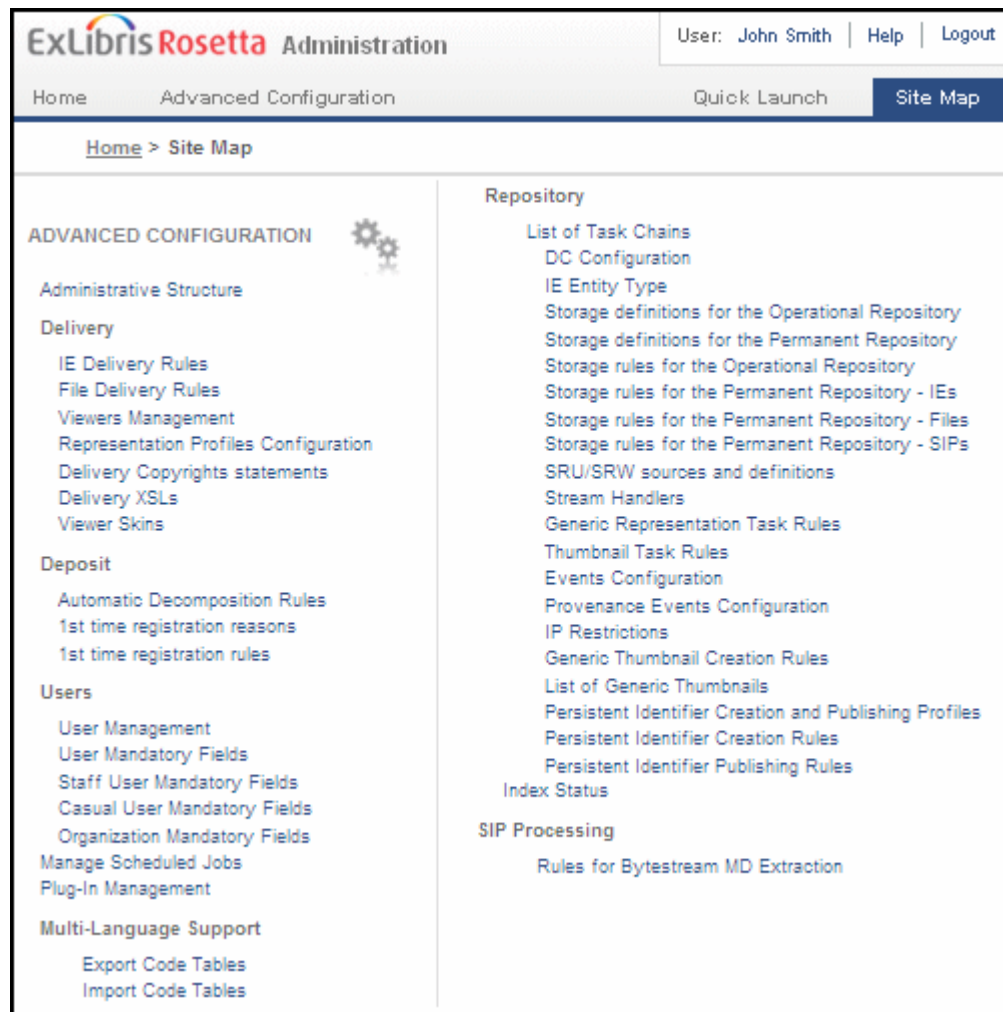 ExLibris Rosetta Administration
User: John Smith | Help | Logout
Home Advanced Configuration Quick Launch Site Map
Home > Site Map
ADVANCED CONFIGURATION
Administrative Structure
Delivery
IE Delivery Rules
File Delivery Rules
Viewers Management
Representation Profiles Configuration
Delivery Copyrights statements
Delivery XSLs
Viewer Skins
Deposit
Automatic Decomposition Rules
1st time registration reasons
1st time registration rules
Users
User Management
User Mandatory Fields
Staff User Mandatory Fields
Casual User Mandatory Fields
Organization Mandatory Fields
Manage Scheduled Jobs
Plug-In Management
Multi-Language Support
Export Code Tables
Import Code Tables
Repository
List of Task Chains
DC Configuration
IE Entity Type
Storage definitions for the Operational Repository
Storage definitions for the Permanent Repository
Storage rules for the Operational Repository
Storage rules for the Permanent Repository - IEs
Storage rules for the Permanent Repository - Files
Storage rules for the Permanent Repository - SIPs
SRU/SRW sources and definitions
Stream Handlers
Generic Representation Task Rules
Thumbnail Task Rules
Events Configuration
Provenance Events Configuration
IP Restrictions
Generic Thumbnail Creation Rules
List of Generic Thumbnails
Persistent Identifier Creation and Publishing Profiles
Persistent Identifier Creation Rules
Persistent Identifier Publishing Rules
Index Status
SIP Processing
Rules for Bytestream MD Extraction